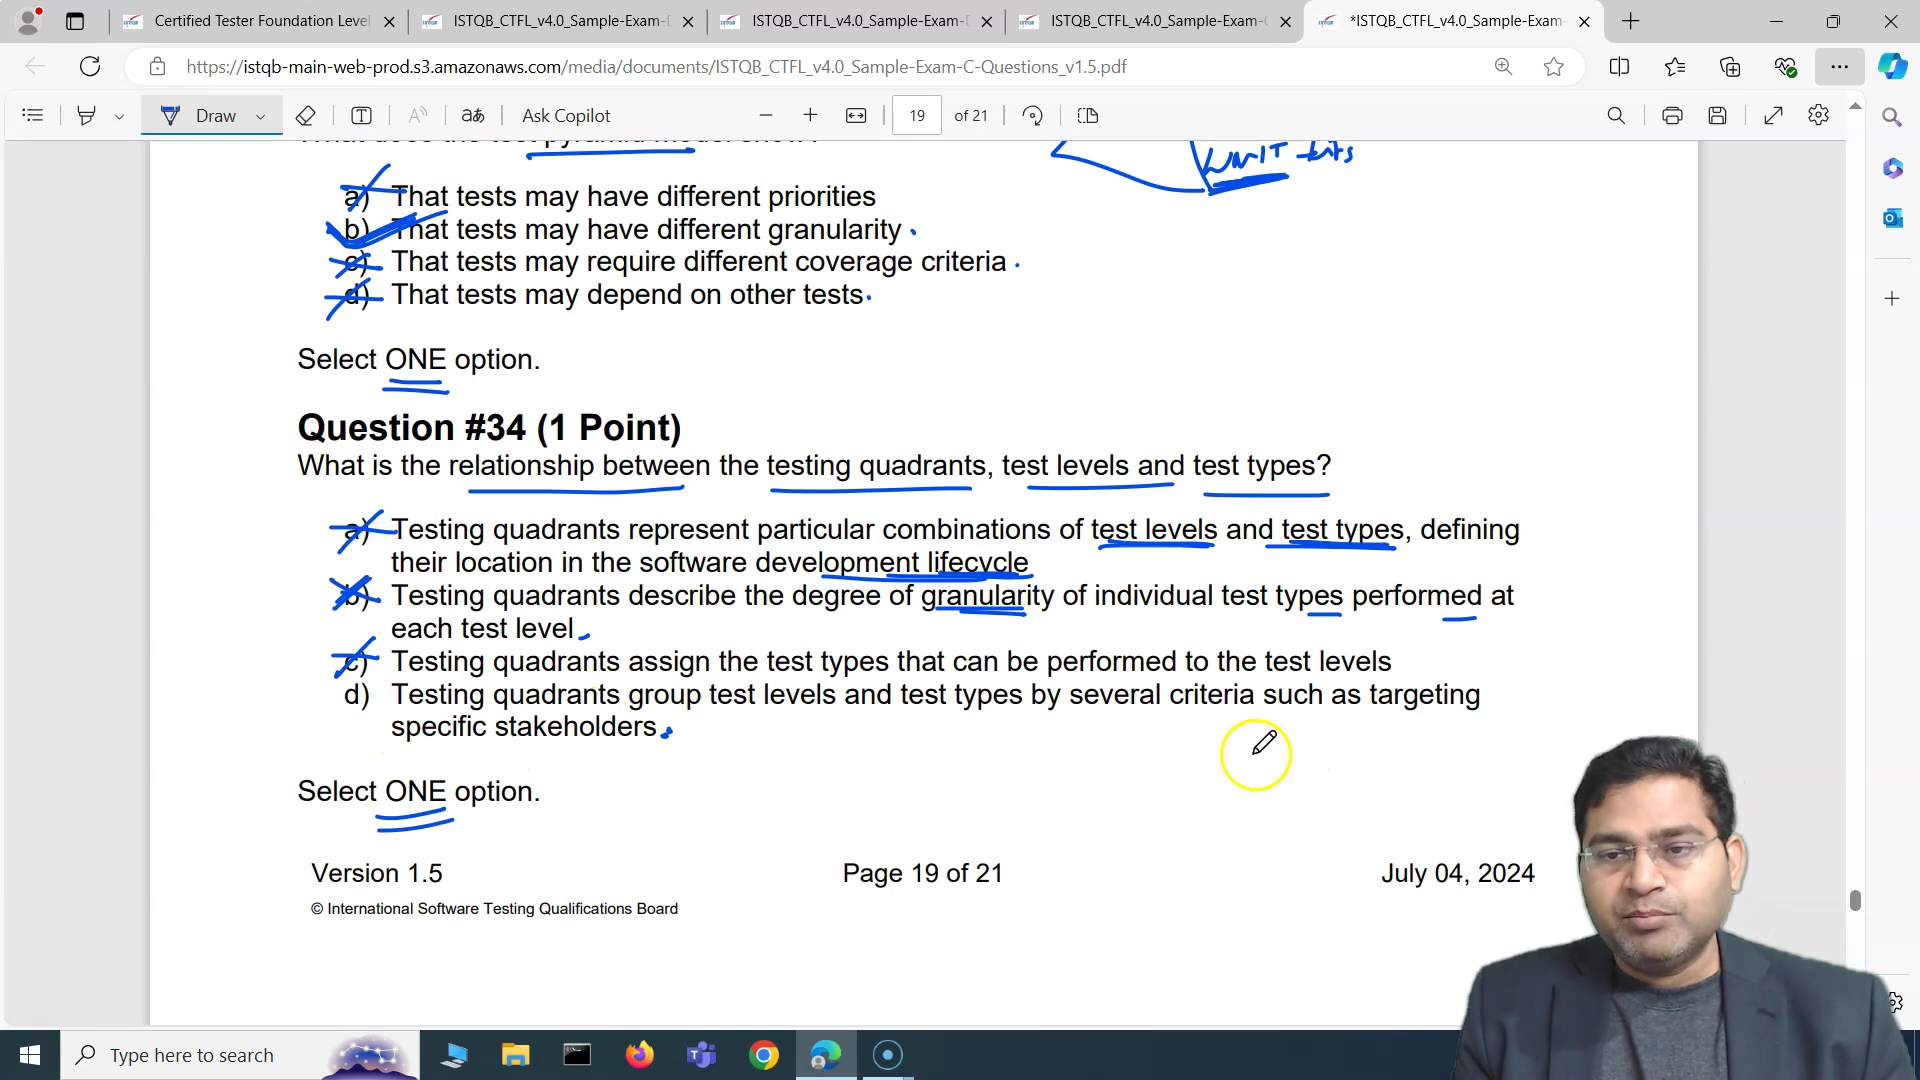 Certified Tester Foundation Level
ISTQB_CTFL_v4.0_Sample-Exam-
ISTQB_CTFL_v4.0_Sample-Exam-
ISTQB_CTFL_v4.0_Sample-Exam-
*ISTQB_CTFL_v4.0_Sample-Exam-
https://istqb-main-web-prod.s3.amazonaws.com/media/documents/ISTQB_CTFL_v4.0_Sample-Exam-C-Questions_v1.5.pdf
Draw
Ask Copilot
19 of 21
What does the test pyramid model show?
UNIT
a) That tests may have different priorities
b) That tests may have different granularity
c) That tests may require different coverage criteria
d) That tests may depend on other tests
Select ONE option.
Question #34 (1 Point)
What is the relationship between the testing quadrants, test levels and test types?
a) Testing quadrants represent particular combinations of test levels and test types, defining
their location in the software development lifecycle
b) Testing quadrants describe the degree of granularity of individual test types performed at
each test level
c) Testing quadrants assign the test types that can be performed to the test levels
d) Testing quadrants group test levels and test types by several criteria such as targeting
specific stakeholders
Select ONE option.
Version 1.5
Page 19 of 21
July 04, 2024
© International Software Testing Qualifications Board
Type here to search